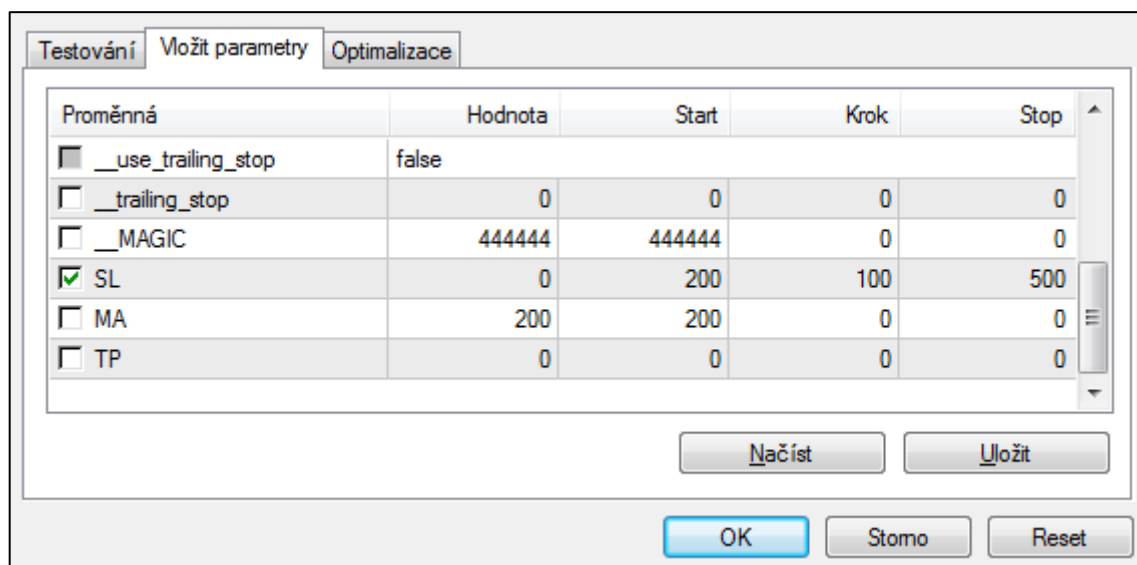 Testování Vložit parametry Optimalizace
Proměnná Hodnota Start Krok Stop
__use_trailing_stop false
__trailing_stop 0 0 0 0
__MAGIC 444444 444444 0 0
SL 0 200 100 500
MA 200 200 0 0
TP 0 0 0 0
Načíst Uložit
OK Storno Reset